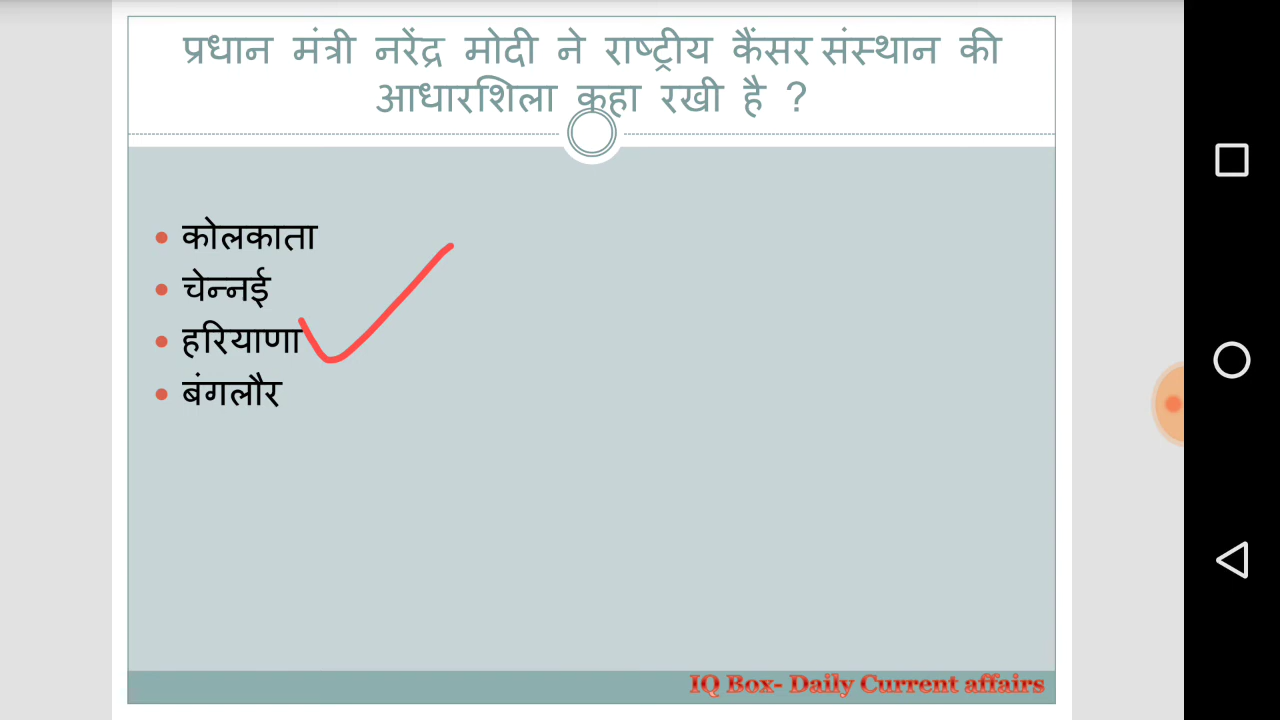 प्रधान मंत्री नरेंद्र मोदी ने राष्ट्रीय कैंसर संस्थान की
आधारशिला कहा रखी है ?
कोलकाता
चेन्नई
हरियाणा
बंगलौर
IQ Box- Daily Current affairs